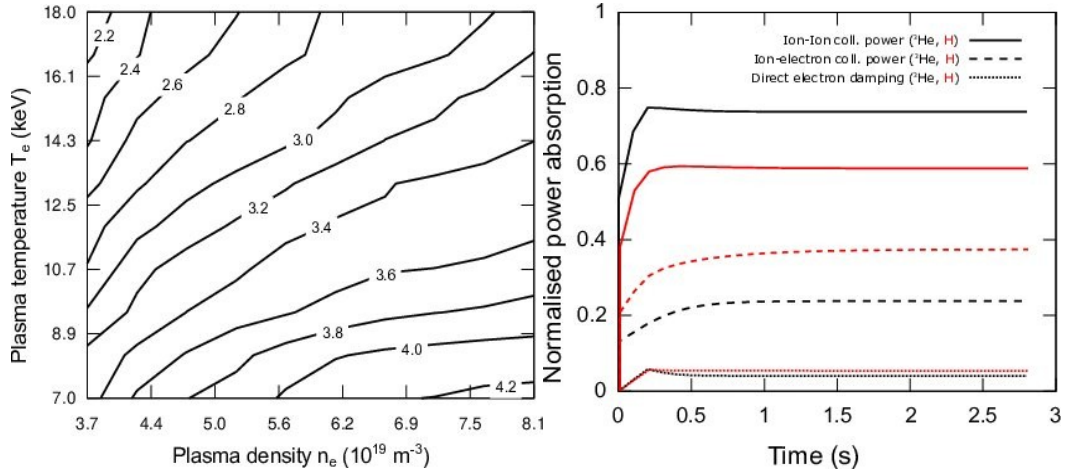 18.0
16.1
14.3
12.5
10.7
8.9
7.0
Plasma temperature Te (keV)
2.2
2.4
2.6
2.8
3.0
3.2
3.4
3.6
3.8
4.0
4.2
3.7 4.4 5.0 5.6 6.2 6.9 7.5 8.1
Plasma density ne (10¹⁹ m⁻³)
1
0.8
0.6
0.4
0.2
0
Normalised power absorption
Ion-Ion coll. power (³He, H)
Ion-electron coll. power (³He, H)
Direct electron damping (³He, H)
0 0.5 1 1.5 2 2.5 3
Time (s)